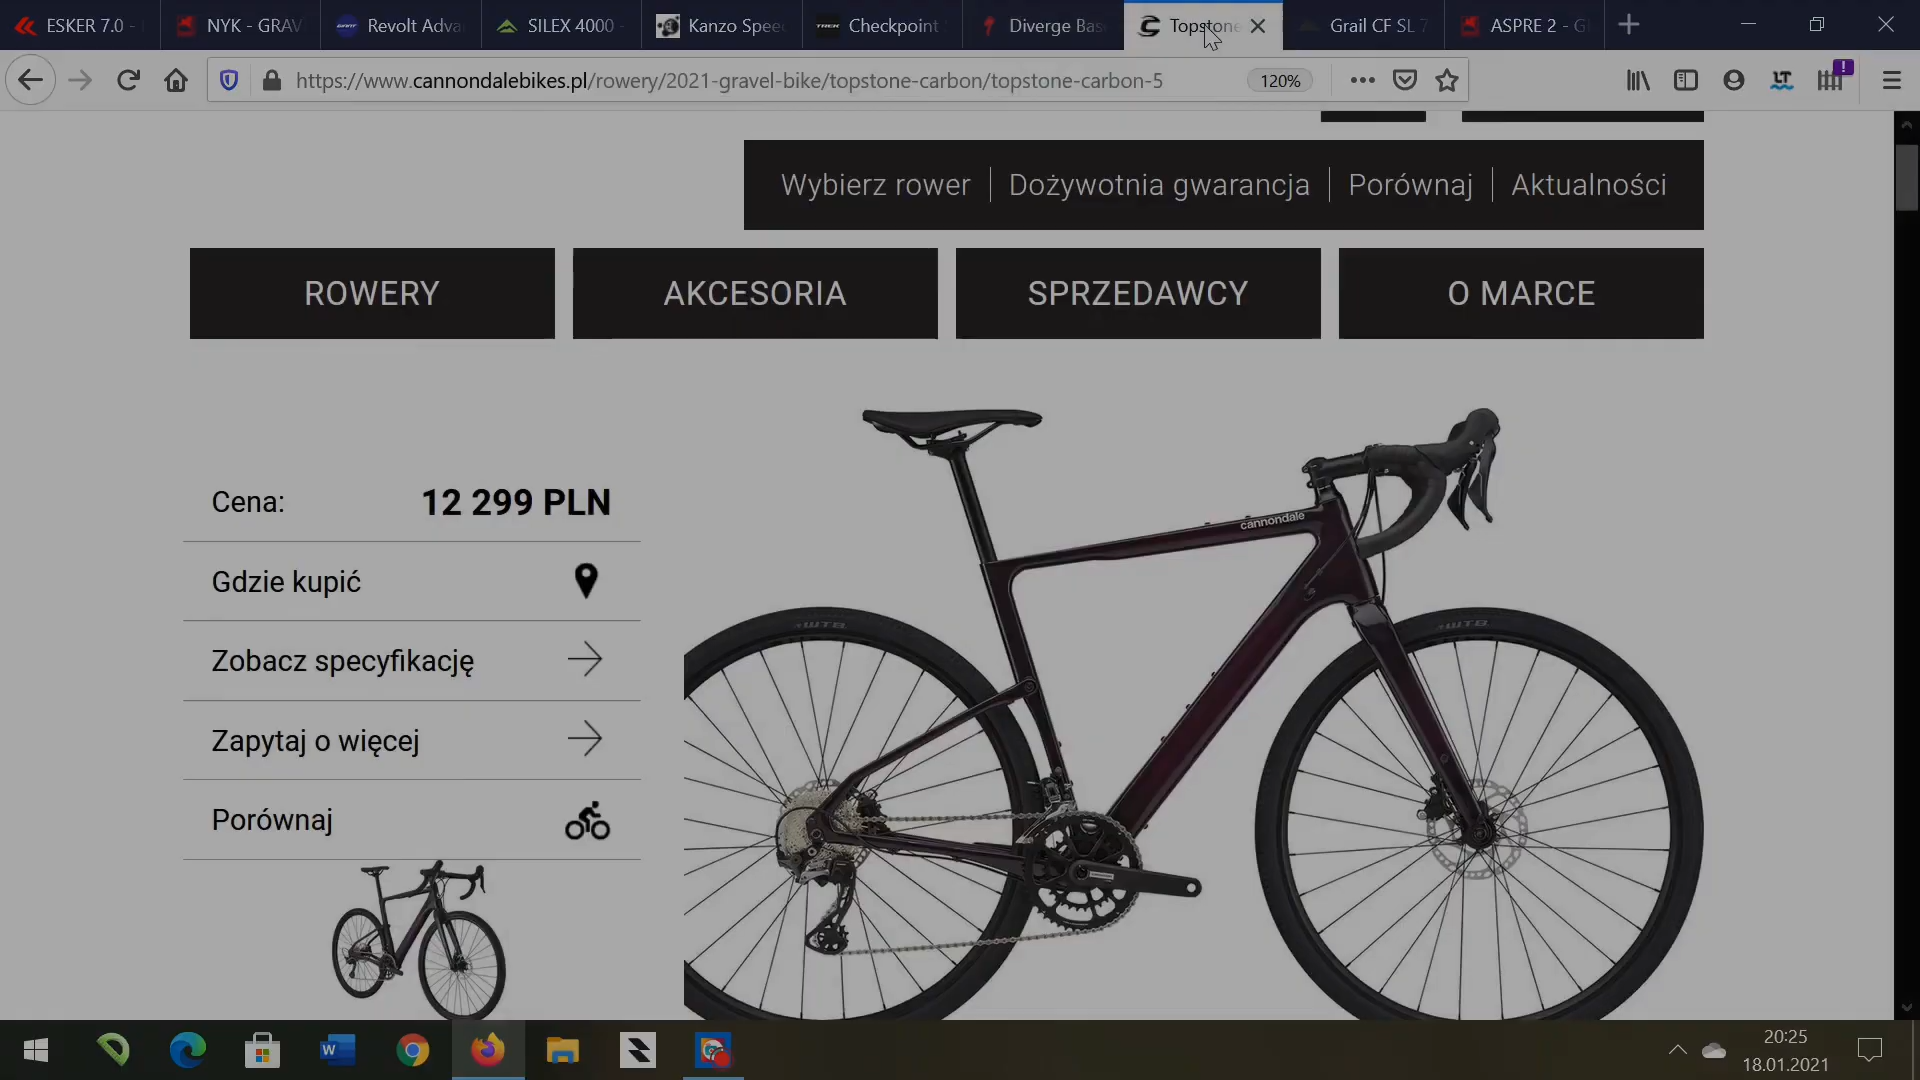 ESKER 7.0 -
NYK - GRAV
Revolt Adva
SILEX 4000 -
Kanzo Spee
Checkpoint
Diverge Bas
Topstone
Grail CF SL 7
ASPRE 2 - G
https://www.cannondalebikes.pl/rowery/2021-gravel-bike/topstone-carbon/topstone-carbon-5
120%
Wybierz rower
Dożywotnia gwarancja
Porównaj
Aktualności
ROWERY
AKCESORIA
SPRZEDAWCY
O MARCE
Cena: 12 299 PLN
Gdzie kupić
Zobacz specyfikację
Zapytaj o więcej
Porównaj
cannondale
WTB
WTB
20:25
18.01.2021